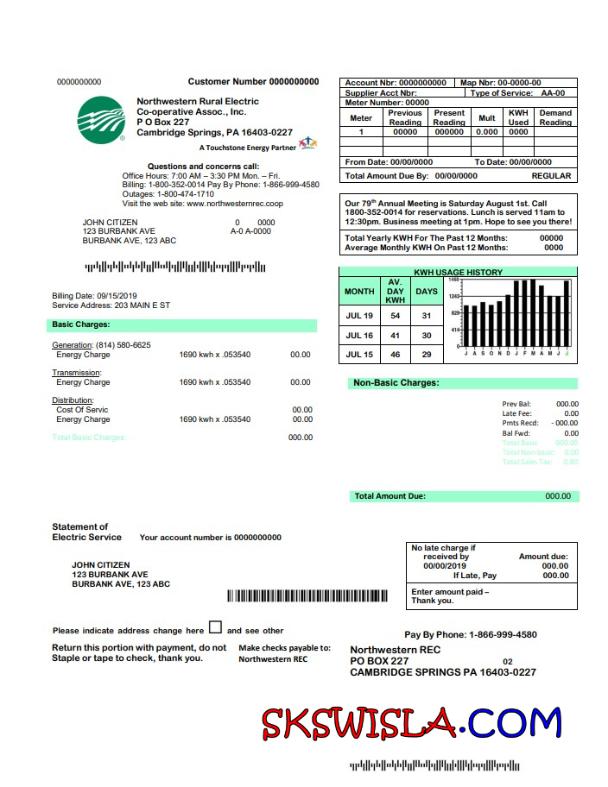 0000000000 Customer Number 0000000000
Northwestern Rural Electric
Co-operative Assoc., Inc.
P O Box 227
Cambridge Springs, PA 16403-0227
A Touchstone Energy Partner
Questions and concerns call:
Office Hours: 7:00 AM – 3:30 PM Mon. – Fri.
Billing: 1-800-352-0014 Pay By Phone: 1-866-999-4580
Outages: 1-800-474-1710
Visit the web site: www.northwesternrec.coop
JOHN CITIZEN 0 0000
123 BURBANK AVE A-0 A-0000
BURBANK AVE, 123 ABC
Billing Date: 09/15/2019
Service Address: 203 MAIN E ST
Basic Charges:
Generation: (814) 580-6625
Energy Charge 1690 kwh x .053540 00.00
Transmission:
Energy Charge 1690 kwh x .053540 00.00
Distribution:
Cost Of Servic 00.00
Energy Charge 1690 kwh x .053540 00.00
Total Basic Charges: 000.00
Account Nbr: 0000000000 Map Nbr: 00-0000-00
Supplier Acct Nbr: Type of Service: AA-00
Meter Number: 00000
Meter Previous Reading Present Reading Mult KWH Used Demand Reading
1 00000 000000 0.000 0000
From Date: 00/00/0000 To Date: 00/00/0000
Total Amount Due By: 00/00/0000 REGULAR
Our 79th Annual Meeting is Saturday August 1st. Call
1800-352-0014 for reservations. Lunch is served 11am to
12:30pm. Business meeting at 1pm. Hope to see you there!
Total Yearly KWH For The Past 12 Months: 00000
Average Monthly KWH On Past 12 Months: 0000
KWH USAGE HISTORY
MONTH AV. DAY KWH DAYS
JUL 19 54 31
JUL 16 41 30
JUL 15 46 29
1243
829
414
0
J A S O N D J F M A M J J
Non-Basic Charges:
Prev Bal: 000.00
Late Fee: 0.00
Pmts Recd: - 000.00
Bal Fwd: 0.00
Total Basic 000.00
Total Non-basic: 0.00
Total Sales Tax: 0.00
Total Amount Due: 000.00
Statement of
Electric Service Your account number is 0000000000
JOHN CITIZEN
123 BURBANK AVE
BURBANK AVE, 123 ABC
No late charge if
received by Amount due:
00/00/2019 000.00
If Late, Pay 000.00
Enter amount paid –
Thank you.
Please indicate address change here and see other
Return this portion with payment, do not
Staple or tape to check, thank you.
Make checks payable to:
Northwestern REC
Pay By Phone: 1-866-999-4580
Northwestern REC
PO BOX 227 02
CAMBRIDGE SPRINGS PA 16403-0227
SKSWISLA.COM